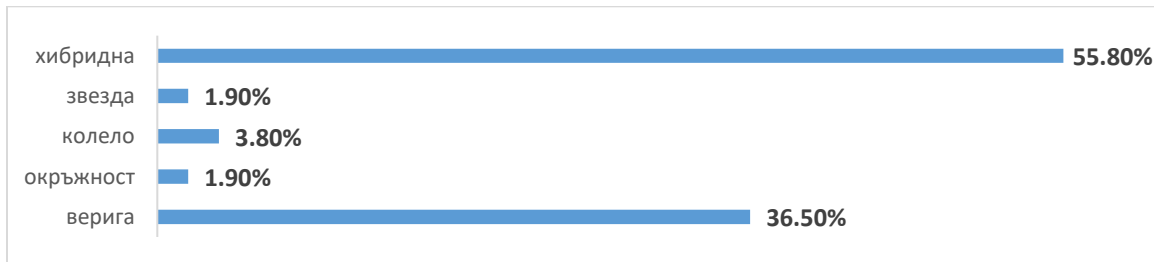 хибридна 55.80%
звезда 1.90%
колело 3.80%
окръжност 1.90%
верига 36.50%